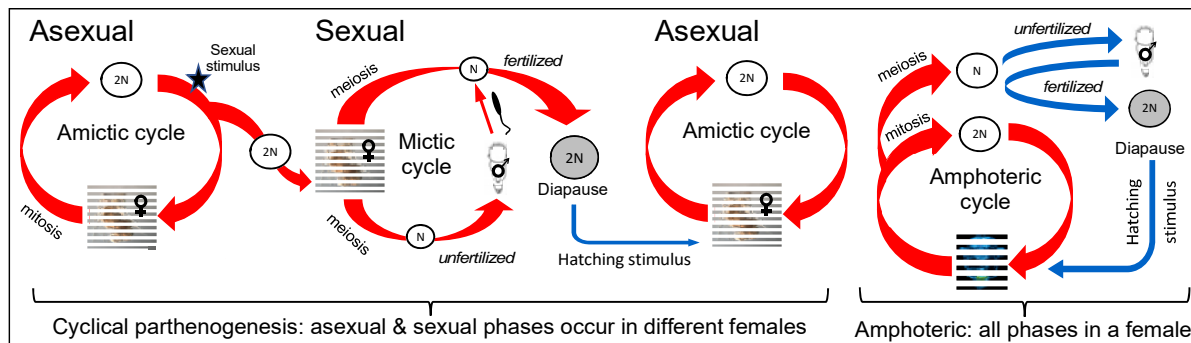 Asexual
Sexual
stimulus
2N
Amictic cycle
♀
mitosis
2N
Sexual
meiosis
N
fertilized
♀
Mictic
cycle
♂
meiosis
N
unfertilized
2N
Diapause
Hatching stimulus
Asexual
2N
Amictic cycle
♀
mitosis
meiosis
N
unfertilized
♂
fertilized
2N
Diapause
mitosis
2N
Amphoteric
cycle
Hatching
stimulus
Cyclical parthenogenesis: asexual & sexual phases occur in different females
Amphoteric: all phases in a female